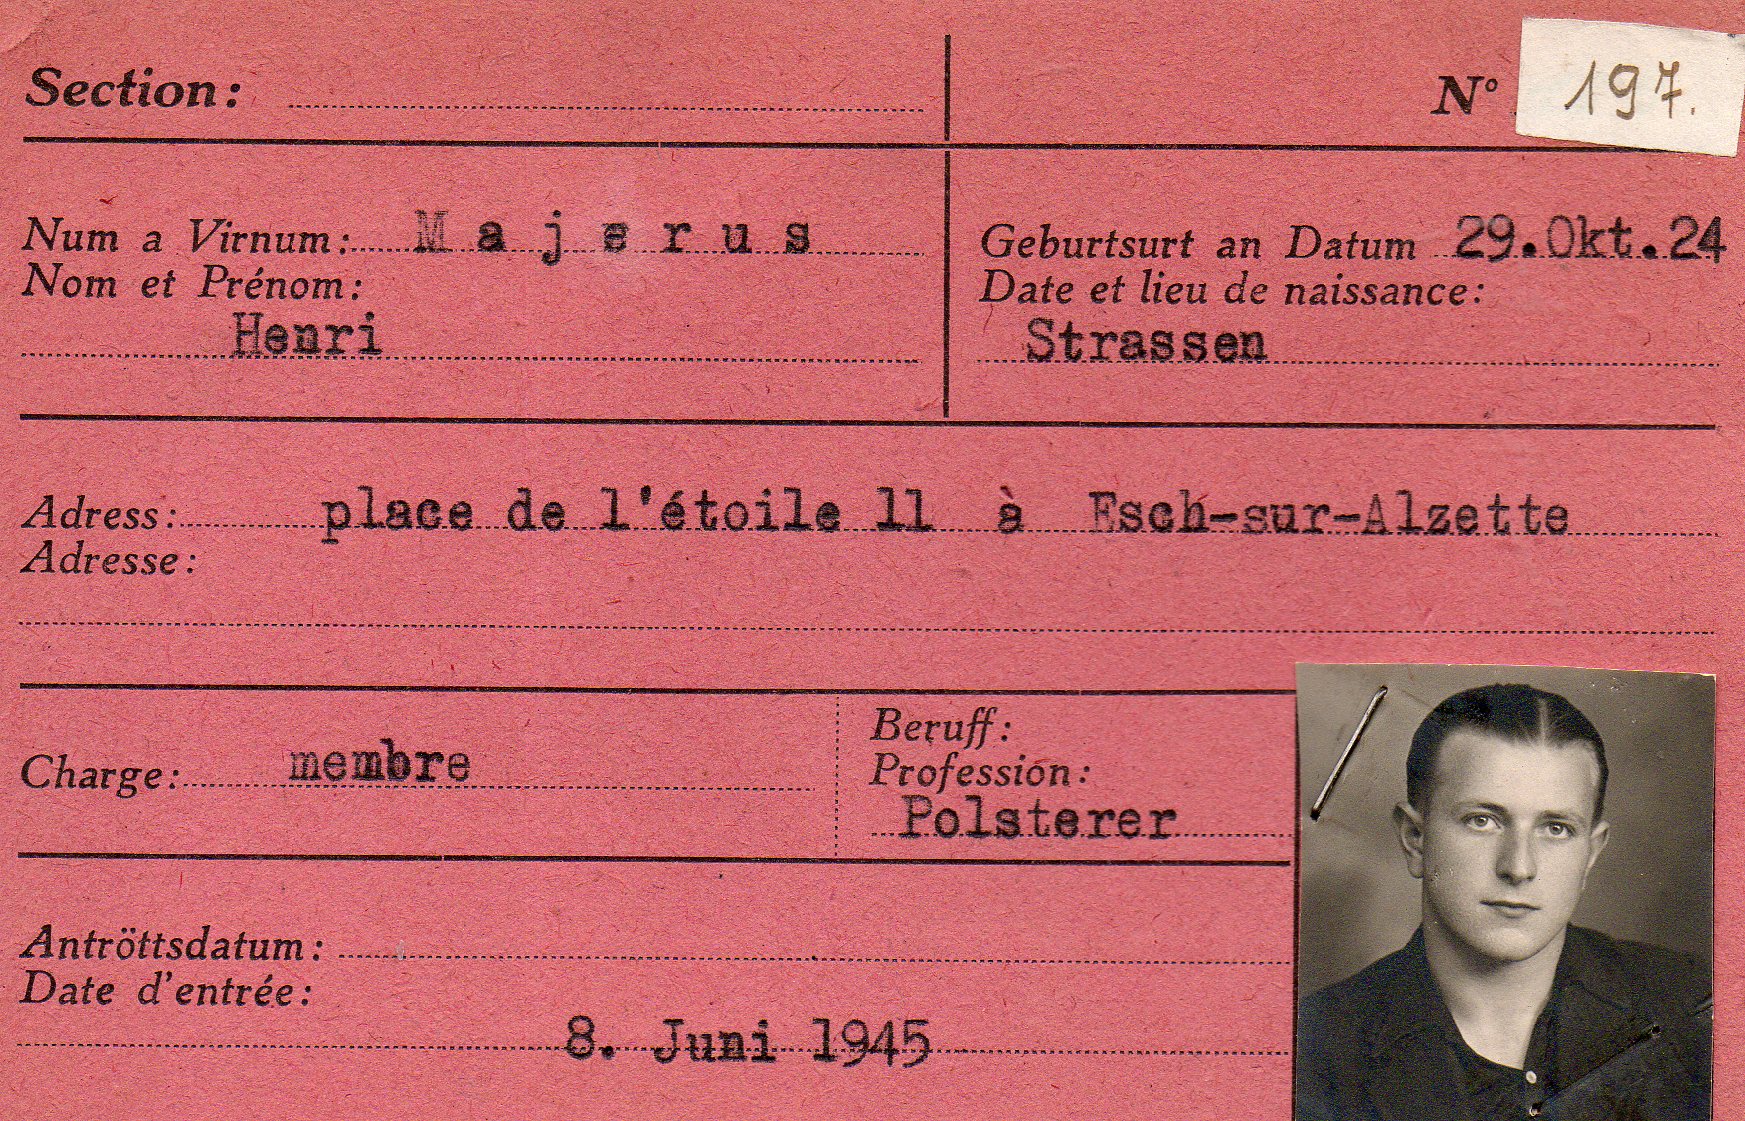 Section:
N° 197.
Num a Virnum: Majerus
Nom et Prénom:
Henri
Geburtsurt an Datum 29.Okt.24
Date et lieu de naissance:
Strassen
Adress: place de l'étoile 11 à Esch-sur-Alzette
Adresse:
Charge: membre
Beruff:
Profession:
Polsterer
Antröttsdatum:
Date d'entrée:
8. Juni 1945